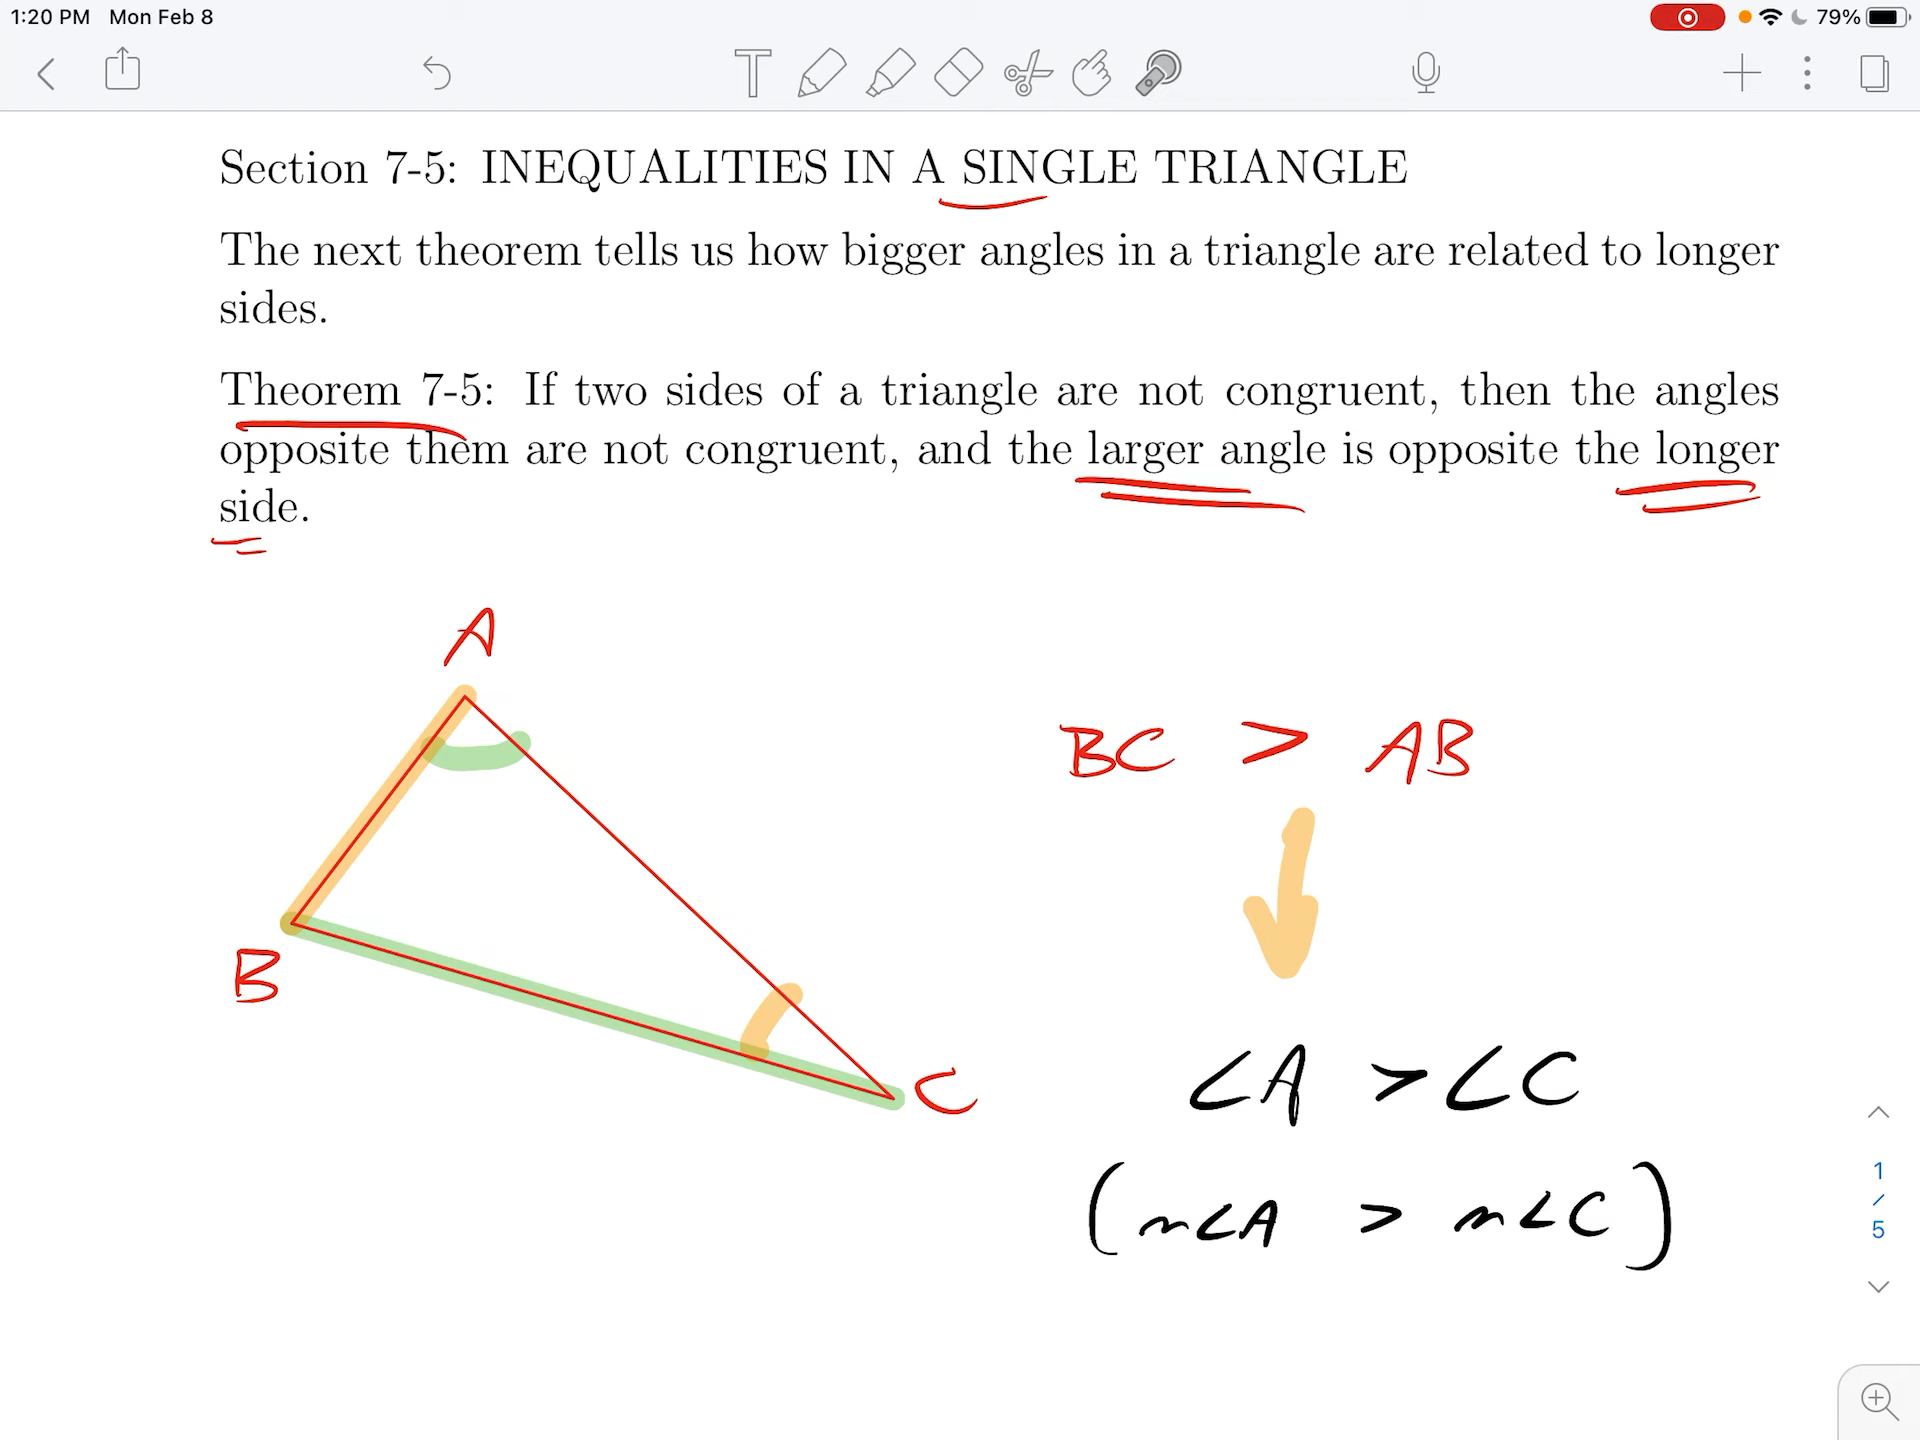 1:20 PM Mon Feb 8
79%
T
Section 7-5: INEQUALITIES IN A SINGLE TRIANGLE
The next theorem tells us how bigger angles in a triangle are related to longer
sides.
Theorem 7-5: If two sides of a triangle are not congruent, then the angles
opposite them are not congruent, and the larger angle is opposite the longer
side.
A
BC > AB
B
∠A > ∠C
C
(m∠A > m∠C)
1
/
5